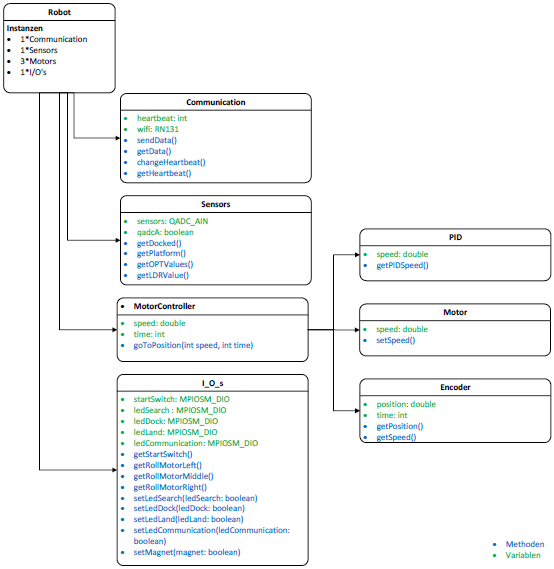 Robot
Instanzen
• 1*Communication
• 1*Sensors
• 3*Motors
• 1*I/O's
Communication
• heartbeat: int
• wifi: RN131
• sendData()
• getData()
• changeHeartbeat()
• getHeartbeat()
Sensors
• sensors: QADC_AIN
• qadcA: boolean
• getDocked()
• getPlatform()
• getOPTValues()
• getLDRValue()
• MotorController
• speed: double
• time: int
• goToPosition(int speed, int time)
PID
• speed: double
• getPIDSpeed()
Motor
• speed: double
• setSpeed()
Encoder
• position: double
• time: int
• getPosition()
• getSpeed()
I_O_s
• startSwitch: MPIOSM_DIO
• ledSearch : MPIOSM_DIO
• ledDock: MPIOSM_DIO
• ledLand: MPIOSM_DIO
• ledCommunication: MPIOSM_DIO
• getStartSwitch()
• getRollMotorLeft()
• getRollMotorMiddle()
• getRollMotorRight()
• setLedSearch(ledSearch: boolean)
• setLedDock(ledDock: boolean)
• setLedLand(ledLand: boolean)
• setLedCommunication(ledCommunication:
boolean)
• setMagnet(magnet: boolean)
• Methoden
• Variablen